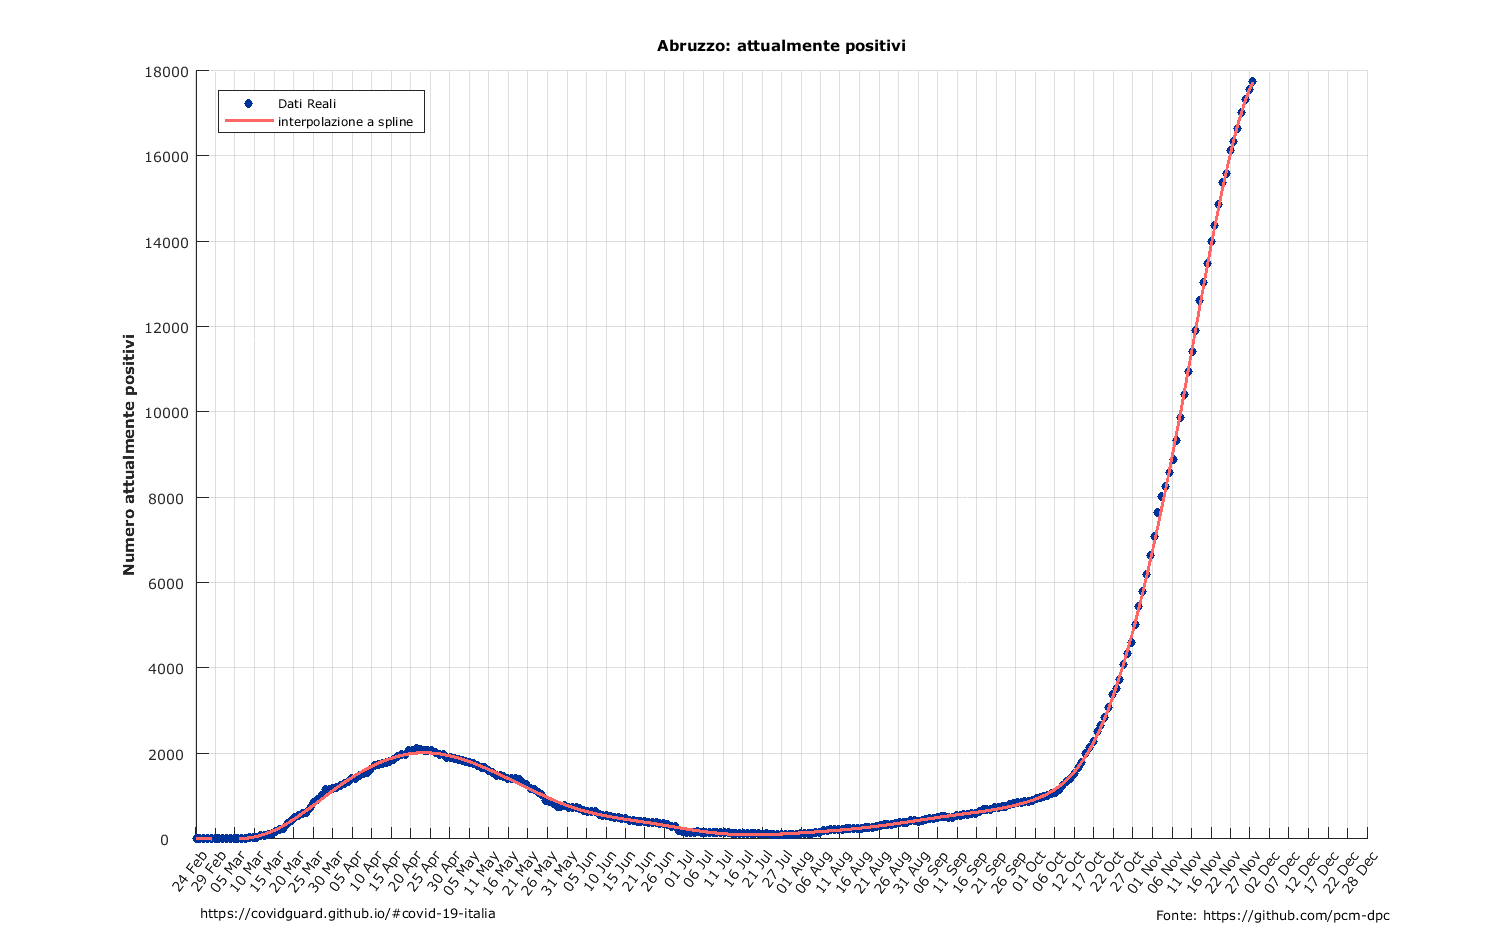 Abruzzo: attualmente positivi
18000
16000
14000
12000
10000
8000
6000
4000
2000
0
Numero attualmente positivi
Dati Reali
interpolazione a spline
24 Feb
29 Feb
05 Mar
10 Mar
15 Mar
20 Mar
25 Mar
30 Mar
05 Apr
10 Apr
15 Apr
20 Apr
25 Apr
30 Apr
05 May
11 May
16 May
21 May
26 May
31 May
05 Jun
10 Jun
15 Jun
21 Jun
26 Jun
01 Jul
06 Jul
11 Jul
16 Jul
21 Jul
27 Jul
01 Aug
06 Aug
11 Aug
16 Aug
21 Aug
26 Aug
31 Aug
06 Sep
11 Sep
16 Sep
21 Sep
26 Sep
01 Oct
06 Oct
12 Oct
17 Oct
22 Oct
27 Oct
01 Nov
06 Nov
11 Nov
16 Nov
22 Nov
27 Nov
02 Dec
07 Dec
12 Dec
17 Dec
22 Dec
28 Dec
https://covidguard.github.io/#covid-19-italia
Fonte: https://github.com/pcm-dpc